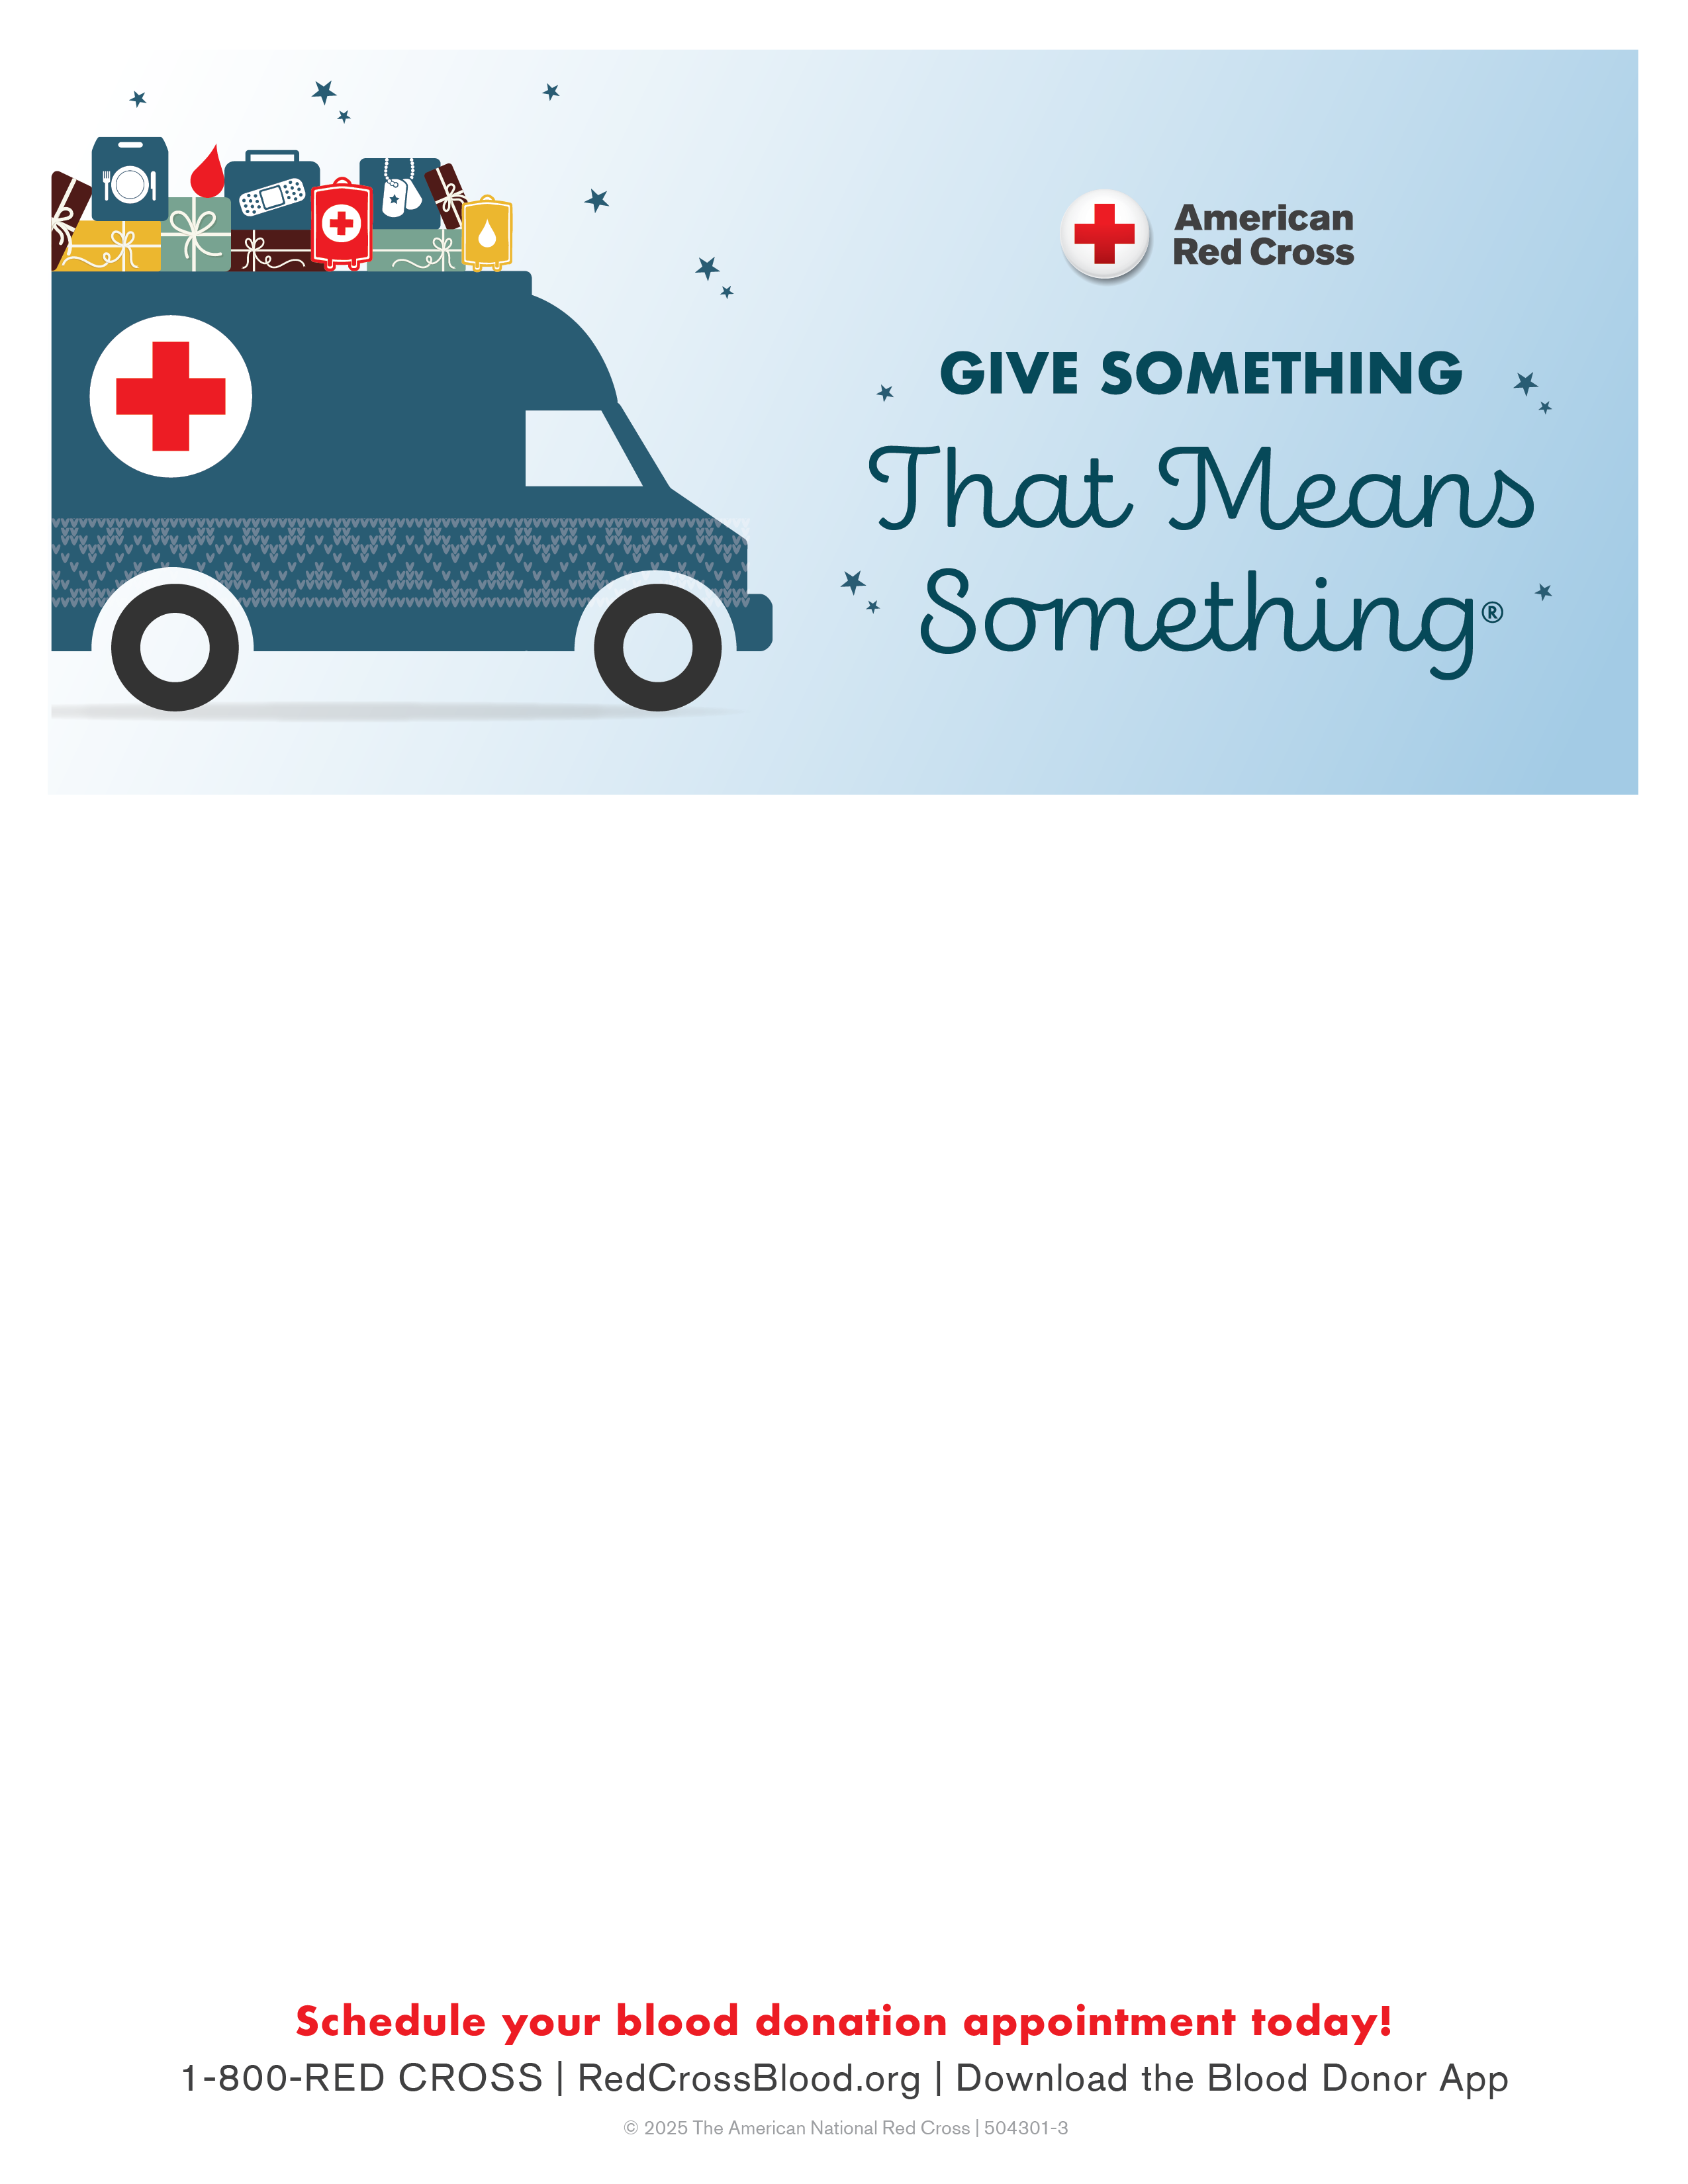 American
Red Cross
GIVE SOMETHING
That Means
Something®
Schedule your blood donation appointment today!
1-800-RED CROSS | RedCrossBlood.org | Download the Blood Donor App
© 2025 The American National Red Cross | 504301-3